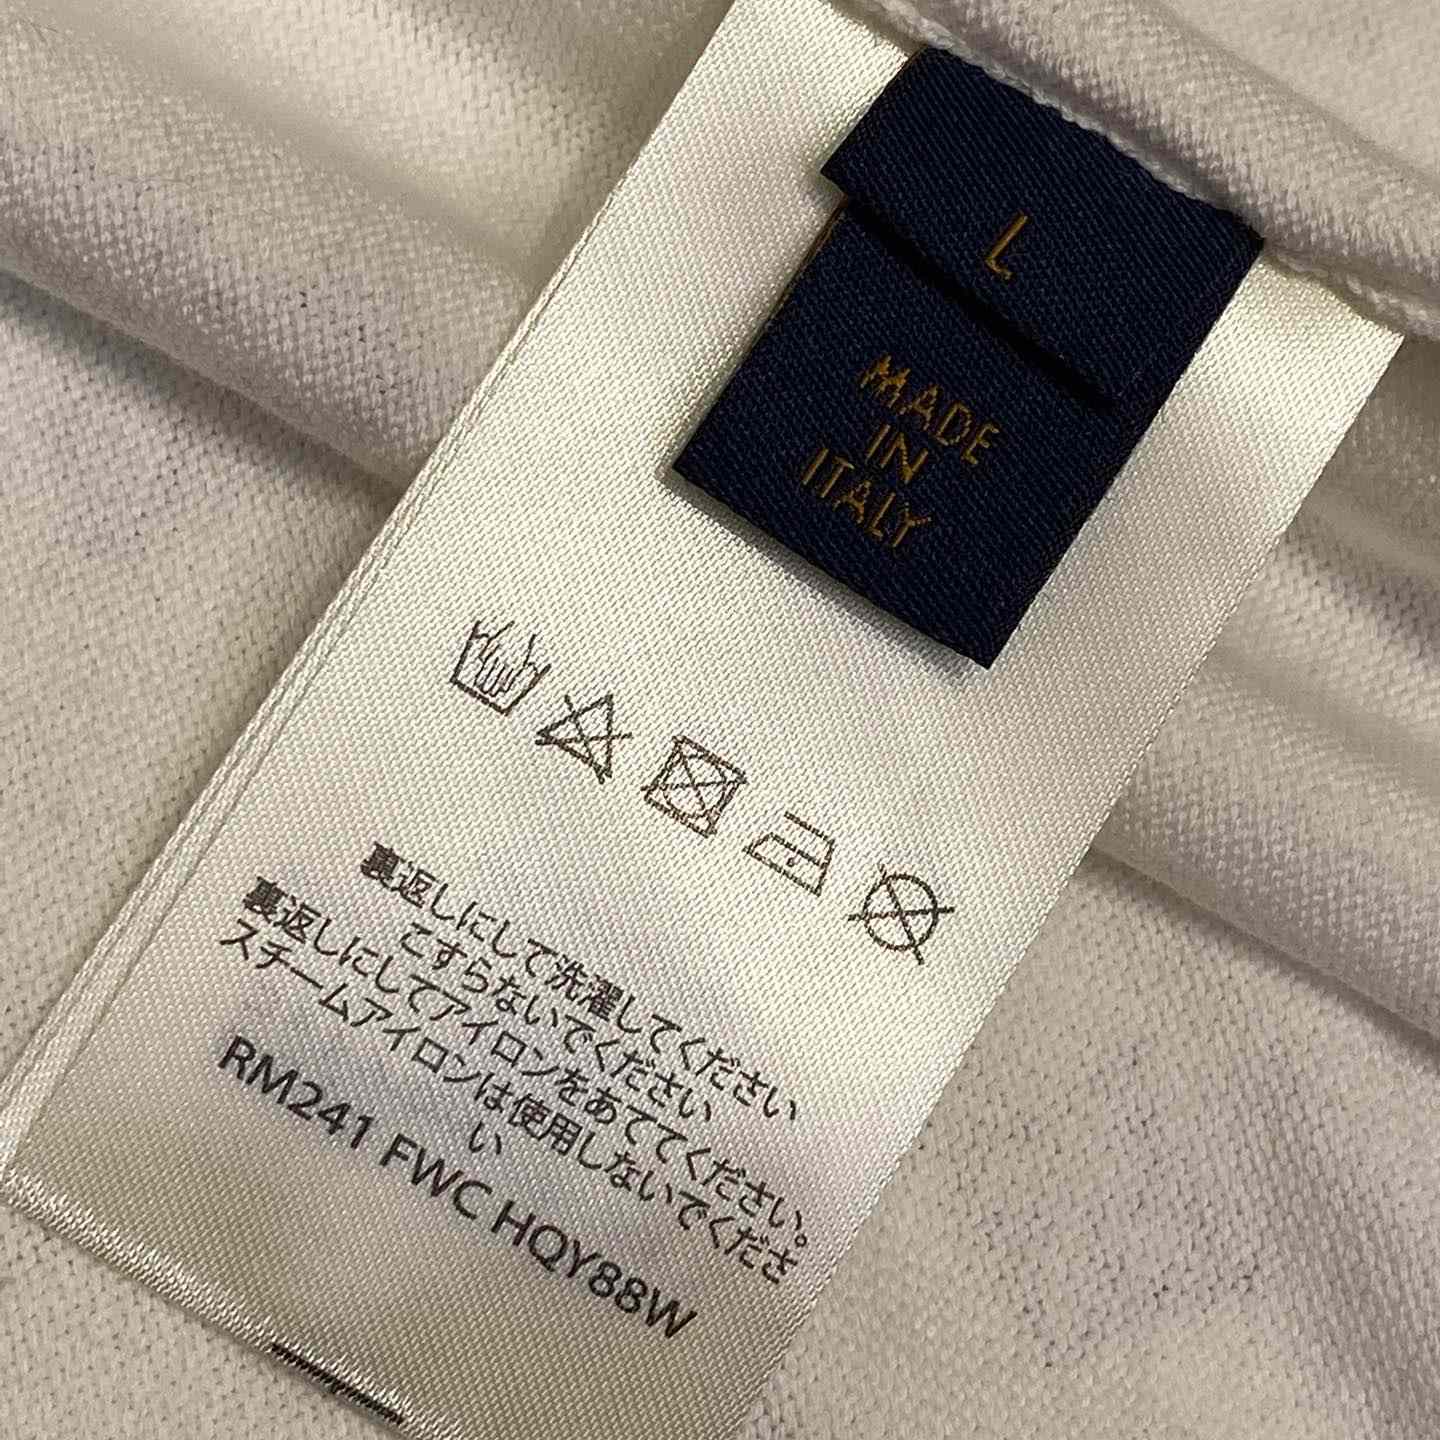 L
MADE
IN
ITALY
裏返しにして洗濯してください
こすらないでください
裏返しにしてアイロンをあててください。
スチームアイロンは使用しないでくださ
い
RM241 FWC HQY88W